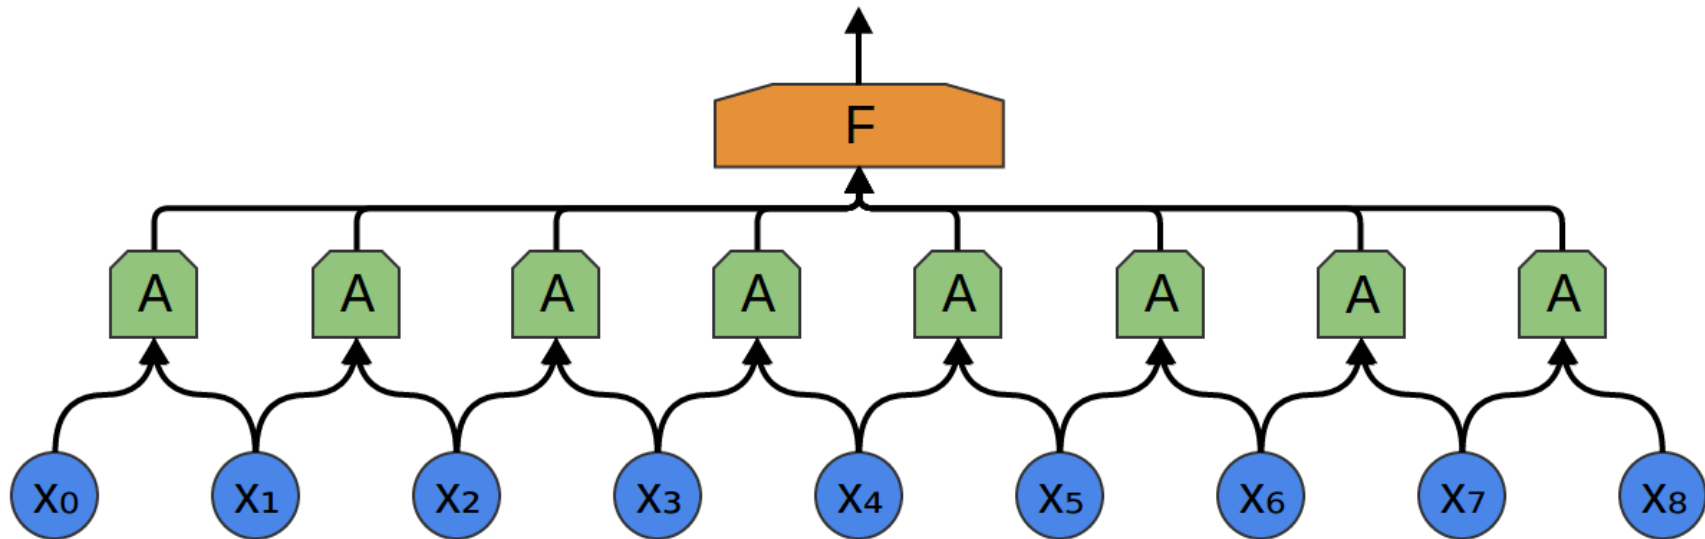 F
A A A A A A A A
x₀ x₁ x₂ x₃ x₄ x₅ x₆ x₇ x₈